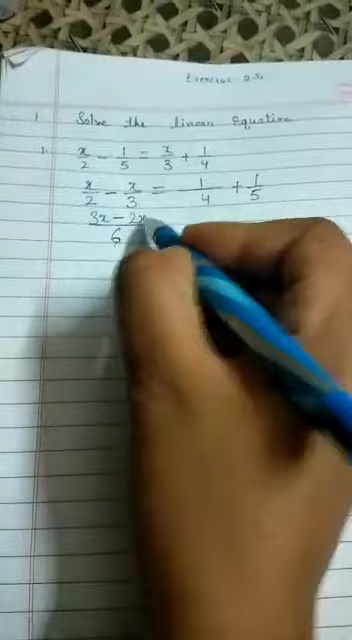 Exercise 2.5
1 Solve the linear Equation
1. x/2 - 1/5 = x/3 + 1/4
x/2 - x/3 = 1/4 + 1/5
3x - 2x/6